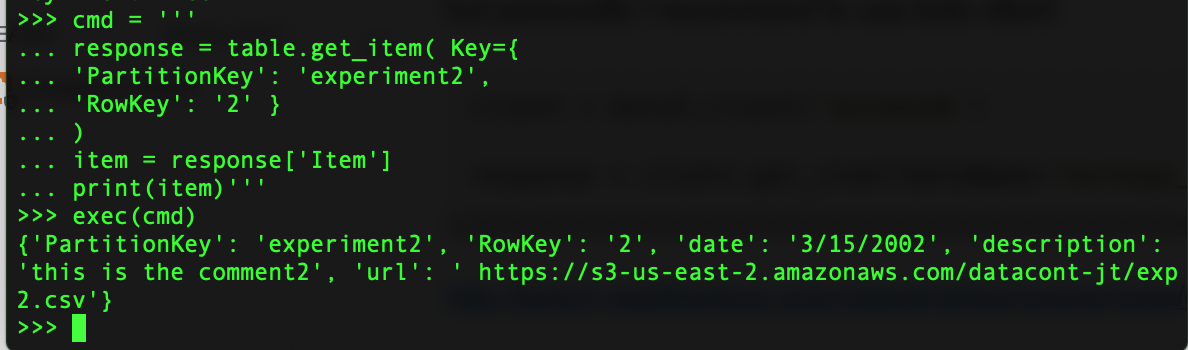 >>> cmd = '''
... response = table.get_item( Key={
... 'PartitionKey': 'experiment2',
... 'RowKey': '2' }
... )
... item = response['Item']
... print(item)'''
>>> exec(cmd)
{'PartitionKey': 'experiment2', 'RowKey': '2', 'date': '3/15/2002', 'description':
'this is the comment2', 'url': ' https://s3-us-east-2.amazonaws.com/datacont-jt/exp
2.csv'}
>>>